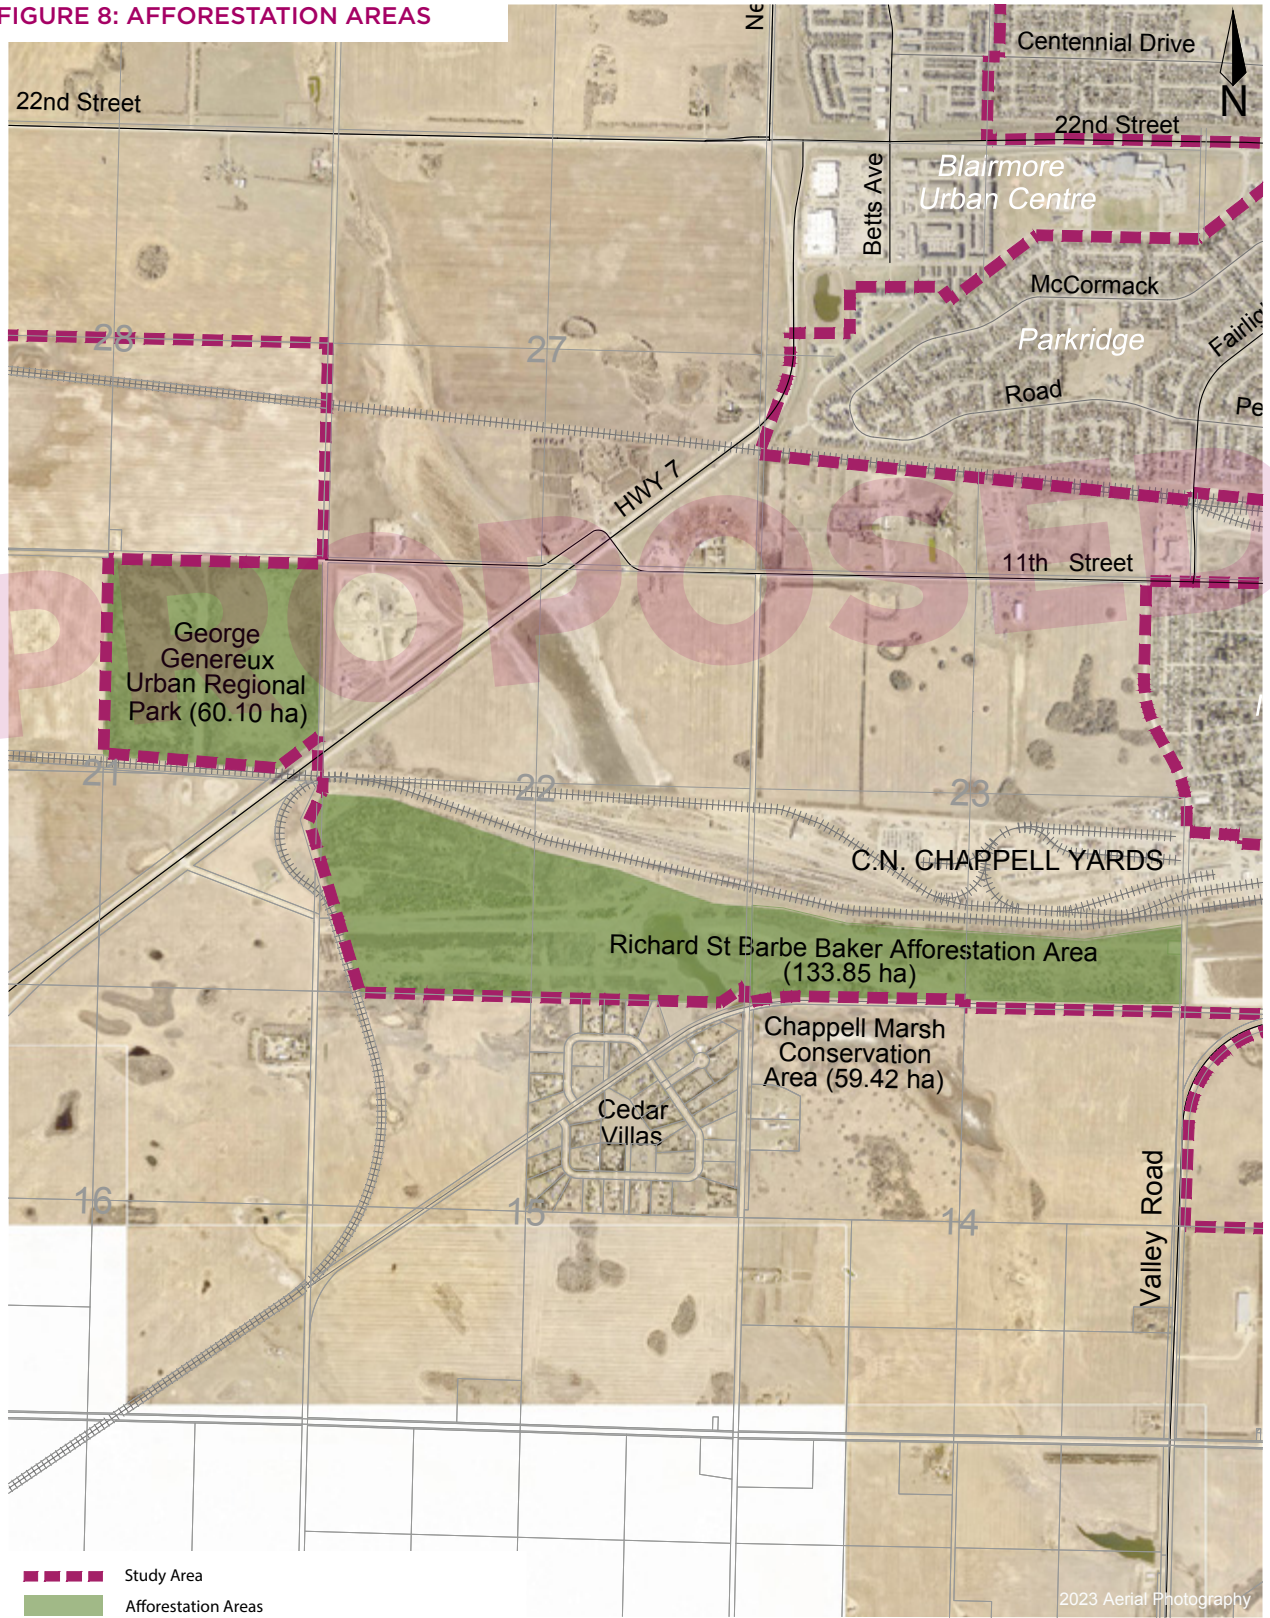 FIGURE 8: AFFORESTATION AREAS
Ne
Centennial Drive
N
22nd Street
22nd Street
Betts Ave
Blairmore
Urban Centre
McCormack
28
27
Parkridge
Fairlig
Road
Pe
HWY 7
PROPOSED
11th Street
George
Genereux
Urban Regional
Park (60.10 ha)
21
22
23
C.N. CHAPPELL YARDS
Richard St Barbe Baker Afforestation Area
(133.85 ha)
Chappell Marsh
Conservation
Area (59.42 ha)
Cedar
Villas
Valley Road
16
15
14
Study Area
Afforestation Areas
2023 Aerial Photography